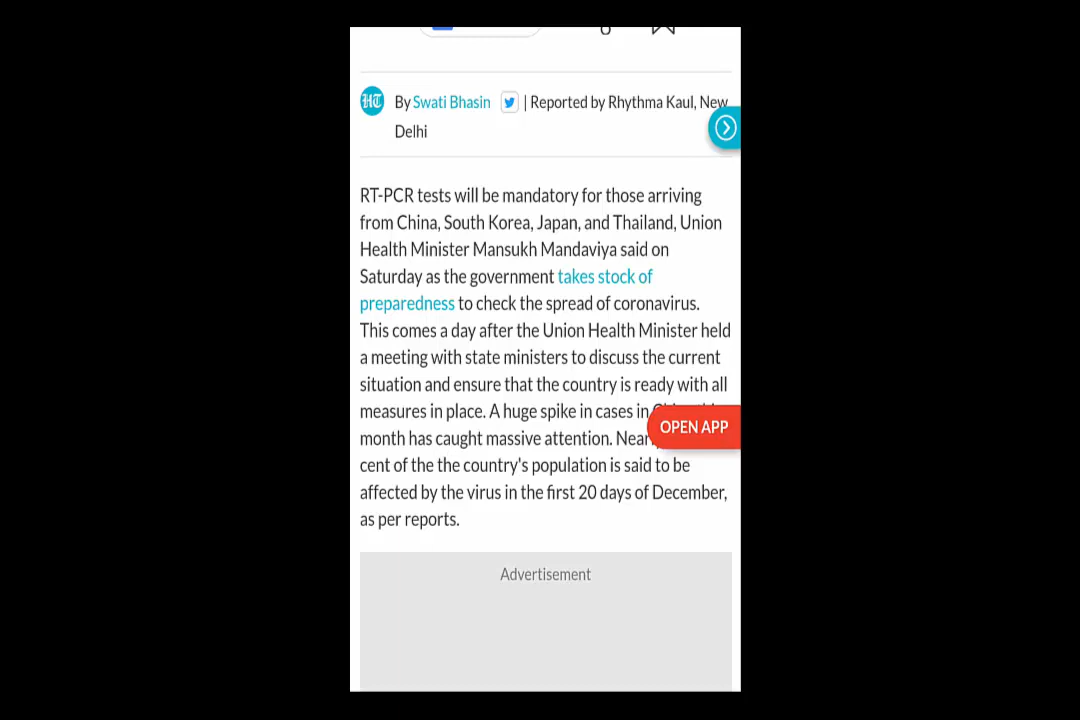 HT By Swati Bhasin | Reported by Rhythma Kaul, New
Delhi
RT-PCR tests will be mandatory for those arriving
from China, South Korea, Japan, and Thailand, Union
Health Minister Mansukh Mandaviya said on
Saturday as the government takes stock of
preparedness to check the spread of coronavirus.
This comes a day after the Union Health Minister held
a meeting with state ministers to discuss the current
situation and ensure that the country is ready with all
measures in place. A huge spike in cases in
OPEN APP
month has caught massive attention.
cent of the the country's population is said to be
affected by the virus in the first 20 days of December,
as per reports.
Advertisement